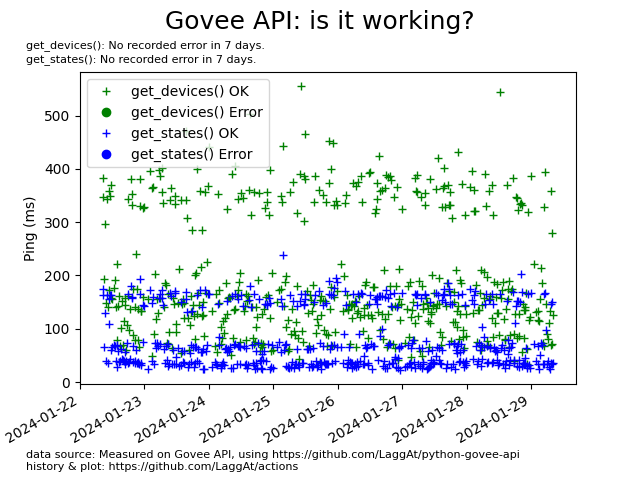 Govee API: is it working?
get_devices(): No recorded error in 7 days.
get_states(): No recorded error in 7 days.
get_devices() OK
get_devices() Error
get_states() OK
get_states() Error
Ping (ms)
500
400
300
200
100
0
2024-01-22
2024-01-23
2024-01-24
2024-01-25
2024-01-26
2024-01-27
2024-01-28
2024-01-29
data source: Measured on Govee API, using https://github.com/LaggAt/python-govee-api
history & plot: https://github.com/LaggAt/actions